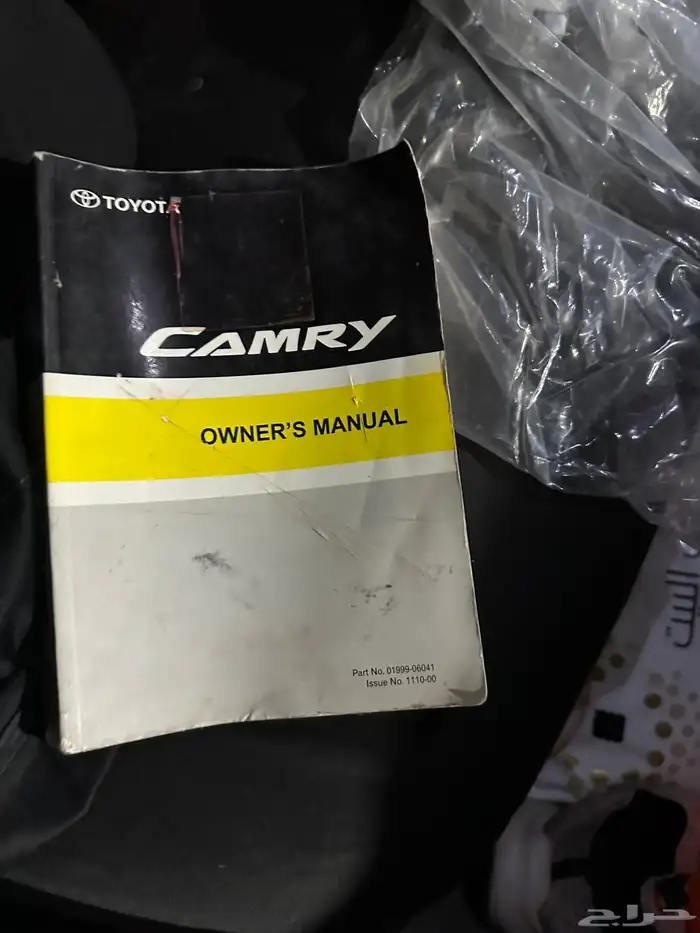 TOYOTA
CAMRY
OWNER'S MANUAL
Part No. 01999-06041
Issue No. 1110-00
حراج